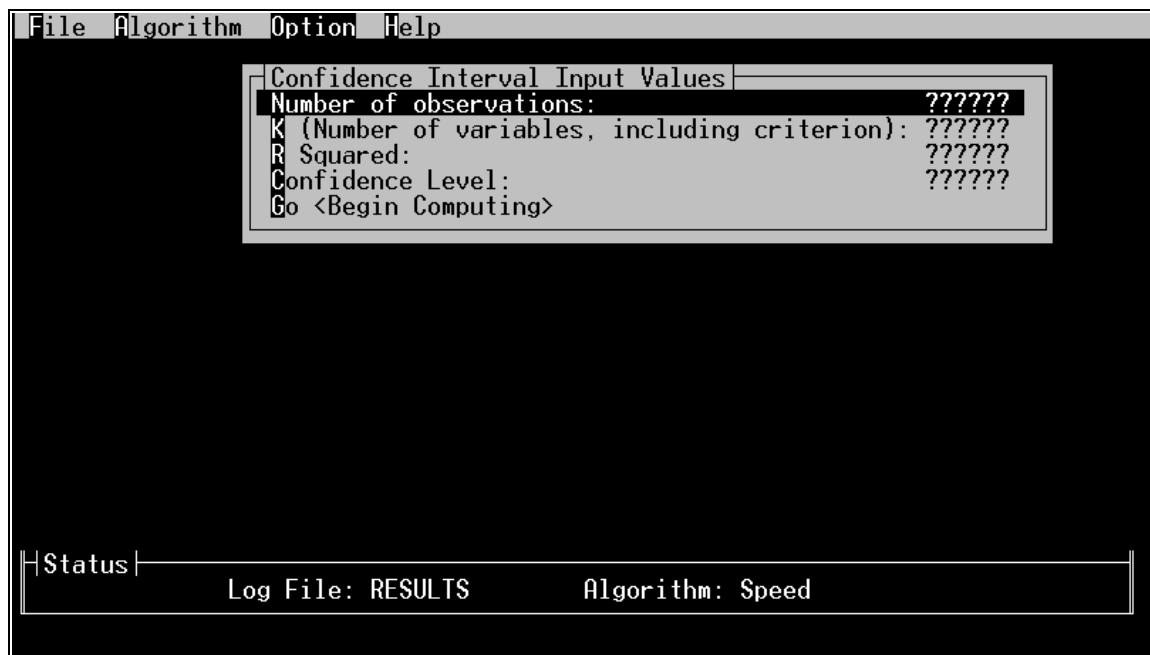 File Algorithm Option Help
Confidence Interval Input Values
Number of observations: ??????
K (Number of variables, including criterion): ??????
R Squared: ??????
Confidence Level: ??????
Go <Begin Computing>
Status
Log File: RESULTS Algorithm: Speed